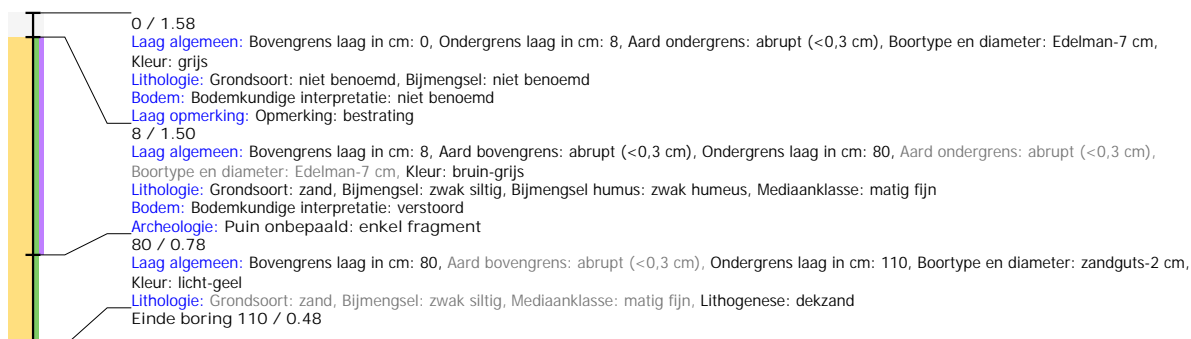 0 / 1.58
Laag algemeen: Bovengrens laag in cm: 0, Ondergrens laag in cm: 8, Aard ondergrens: abrupt (<0,3 cm), Boortype en diameter: Edelman-7 cm,
Kleur: grijs
Lithologie: Grondsoort: niet benoemd, Bijmengsel: niet benoemd
Bodem: Bodemkundige interpretatie: niet benoemd
Laag opmerking: Opmerking: bestrating
8 / 1.50
Laag algemeen: Bovengrens laag in cm: 8, Aard bovengrens: abrupt (<0,3 cm), Ondergrens laag in cm: 80, Aard ondergrens: abrupt (<0,3 cm),
Boortype en diameter: Edelman-7 cm, Kleur: bruin-grijs
Lithologie: Grondsoort: zand, Bijmengsel: zwak siltig, Bijmengsel humus: zwak humeus, Mediaanklasse: matig fijn
Bodem: Bodemkundige interpretatie: verstoord
Archeologie: Puin onbepaald: enkel fragment
80 / 0.78
Laag algemeen: Bovengrens laag in cm: 80, Aard bovengrens: abrupt (<0,3 cm), Ondergrens laag in cm: 110, Boortype en diameter: zandguts-2 cm,
Kleur: licht-geel
Lithologie: Grondsoort: zand, Bijmengsel: zwak siltig, Mediaanklasse: matig fijn, Lithogenese: dekzand
Einde boring 110 / 0.48